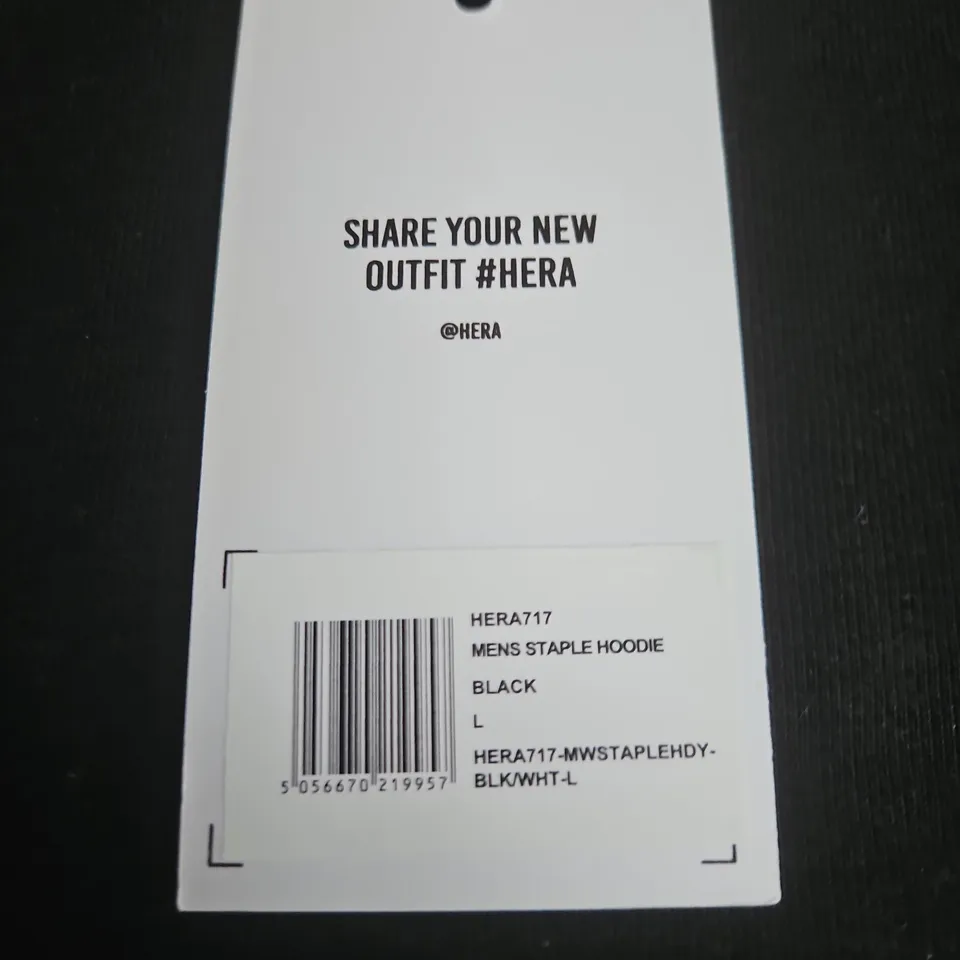 SHARE YOUR NEW
OUTFIT #HERA
@HERA
HERA717
MENS STAPLE HOODIE
BLACK
L
HERA717-MWSTAPLEHDY-
BLK/WHT-L
5 056670 219957